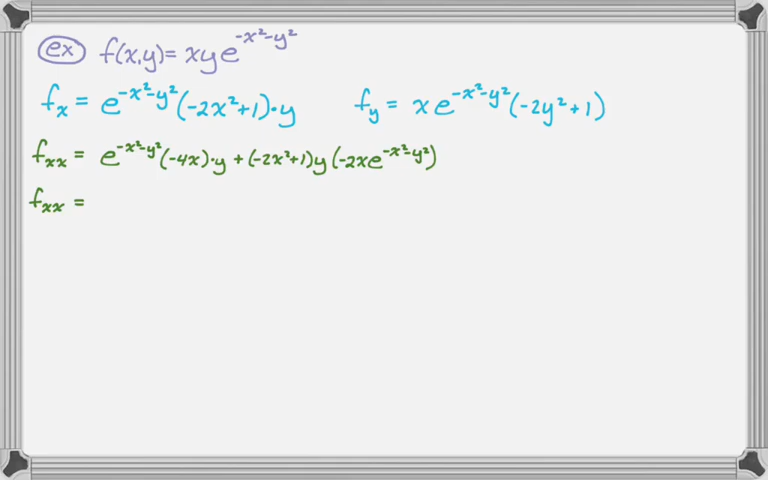 ex f(x,y) = xye^{-x²-y²}
f_x = e^{-x²-y²}(-2x²+1)·y f_y = xe^{-x²-y²}(-2y²+1)
f_xx = e^{-x²-y²}(-4x)·y + (-2x²+1)y(-2xe^{-x²-y²})
f_xx =